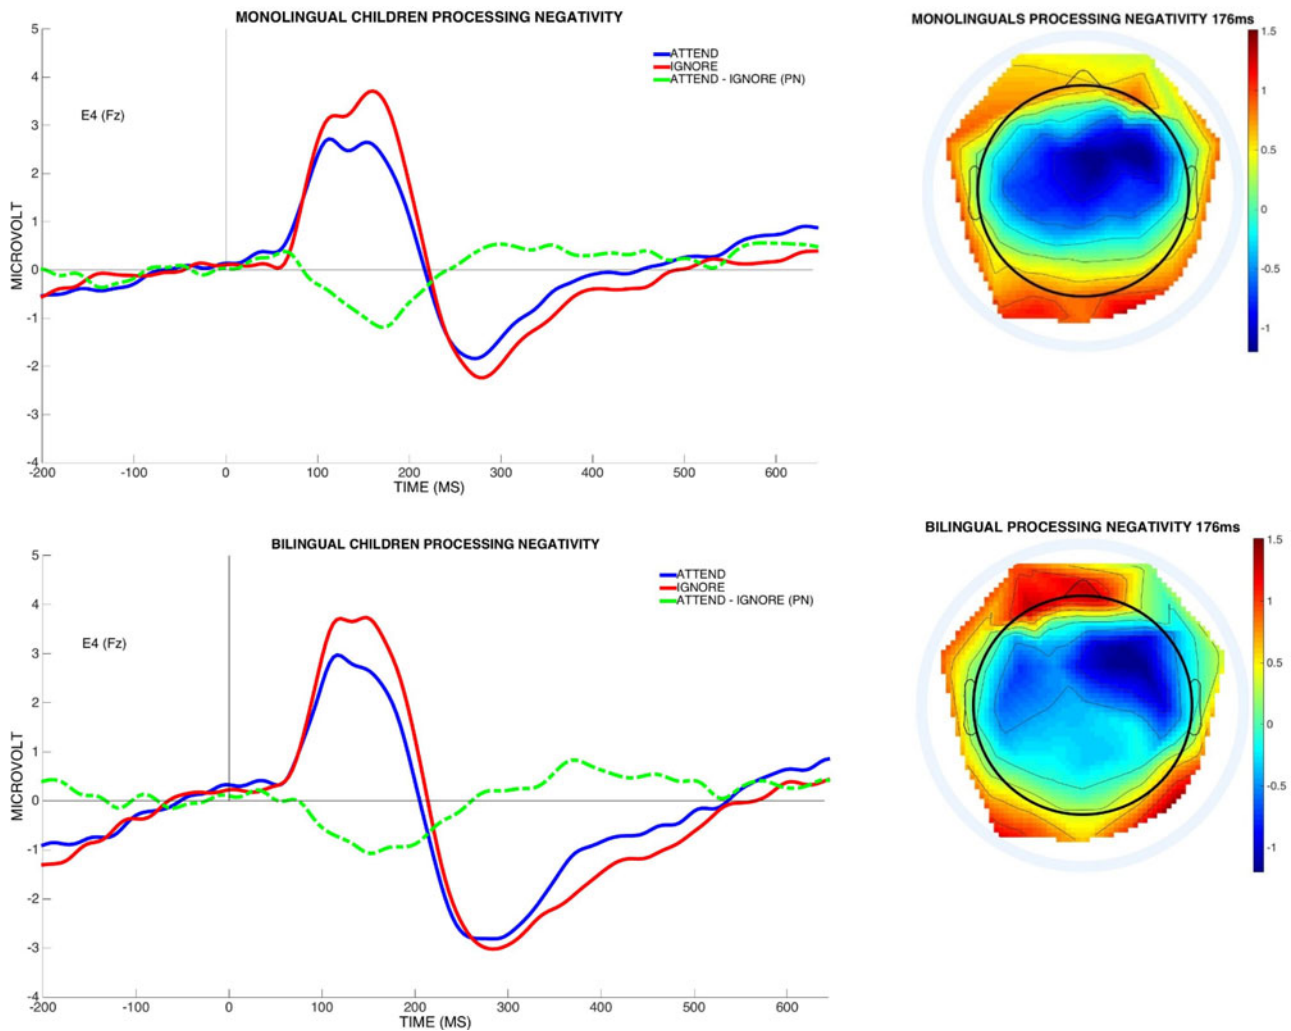 MONOLINGUAL CHILDREN PROCESSING NEGATIVITY
5
4
3
2
1
0
-1
-2
-3
-4
MICROVOLT
E4 (Fz)
ATTEND
IGNORE
ATTEND - IGNORE (PN)
-200 -100 0 100 200 300 400 500 600
TIME (MS)
MONOLINGUALS PROCESSING NEGATIVITY 176ms
1.5
1
0.5
0
-0.5
-1
BILINGUAL CHILDREN PROCESSING NEGATIVITY
5
4
3
2
1
0
-1
-2
-3
-4
MICROVOLT
E4 (Fz)
ATTEND
IGNORE
ATTEND - IGNORE (PN)
-200 -100 0 100 200 300 400 500 600
TIME (MS)
BILINGUAL PROCESSING NEGATIVITY 176ms
1.5
1
0.5
0
-0.5
-1